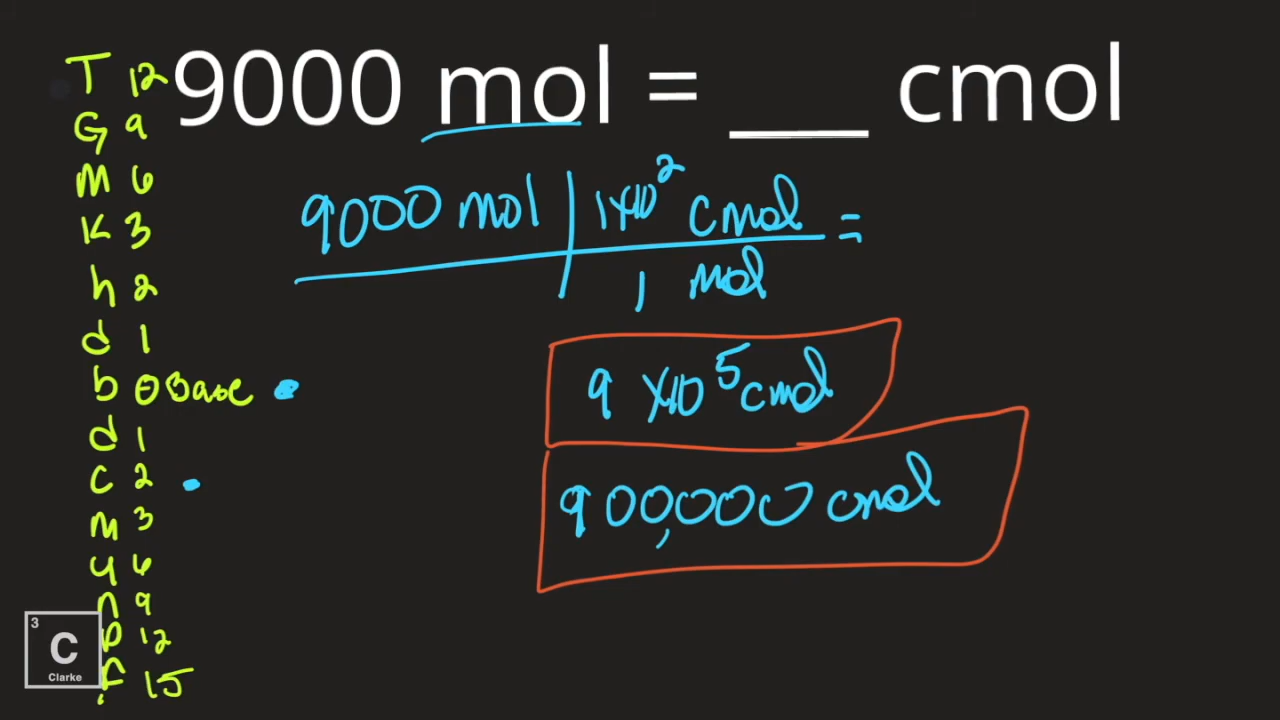 9000 mol = ___ cmol
T 12
G 9
M 6
K 3
h 2
d 1
b 0 Base
d 1
c 2
m 3
μ 6
n 9
p 12
f 15
9000 mol | 1x10² cmol =
1 mol
9 x10⁵ cmol
900,000 cmol
3
C
Clarke